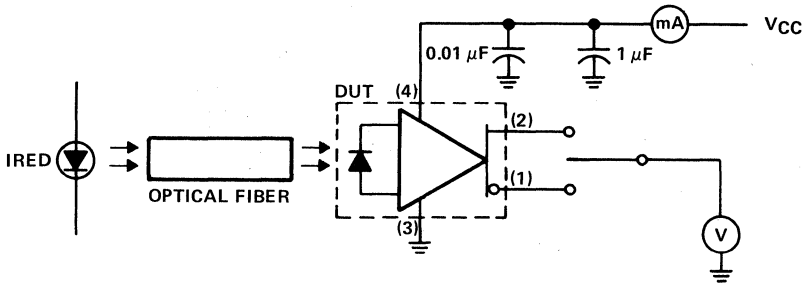 mA
VCC
0.01 μF
1 μF
DUT
(4)
(2)
IRED
OPTICAL FIBER
(1)
(3)
V